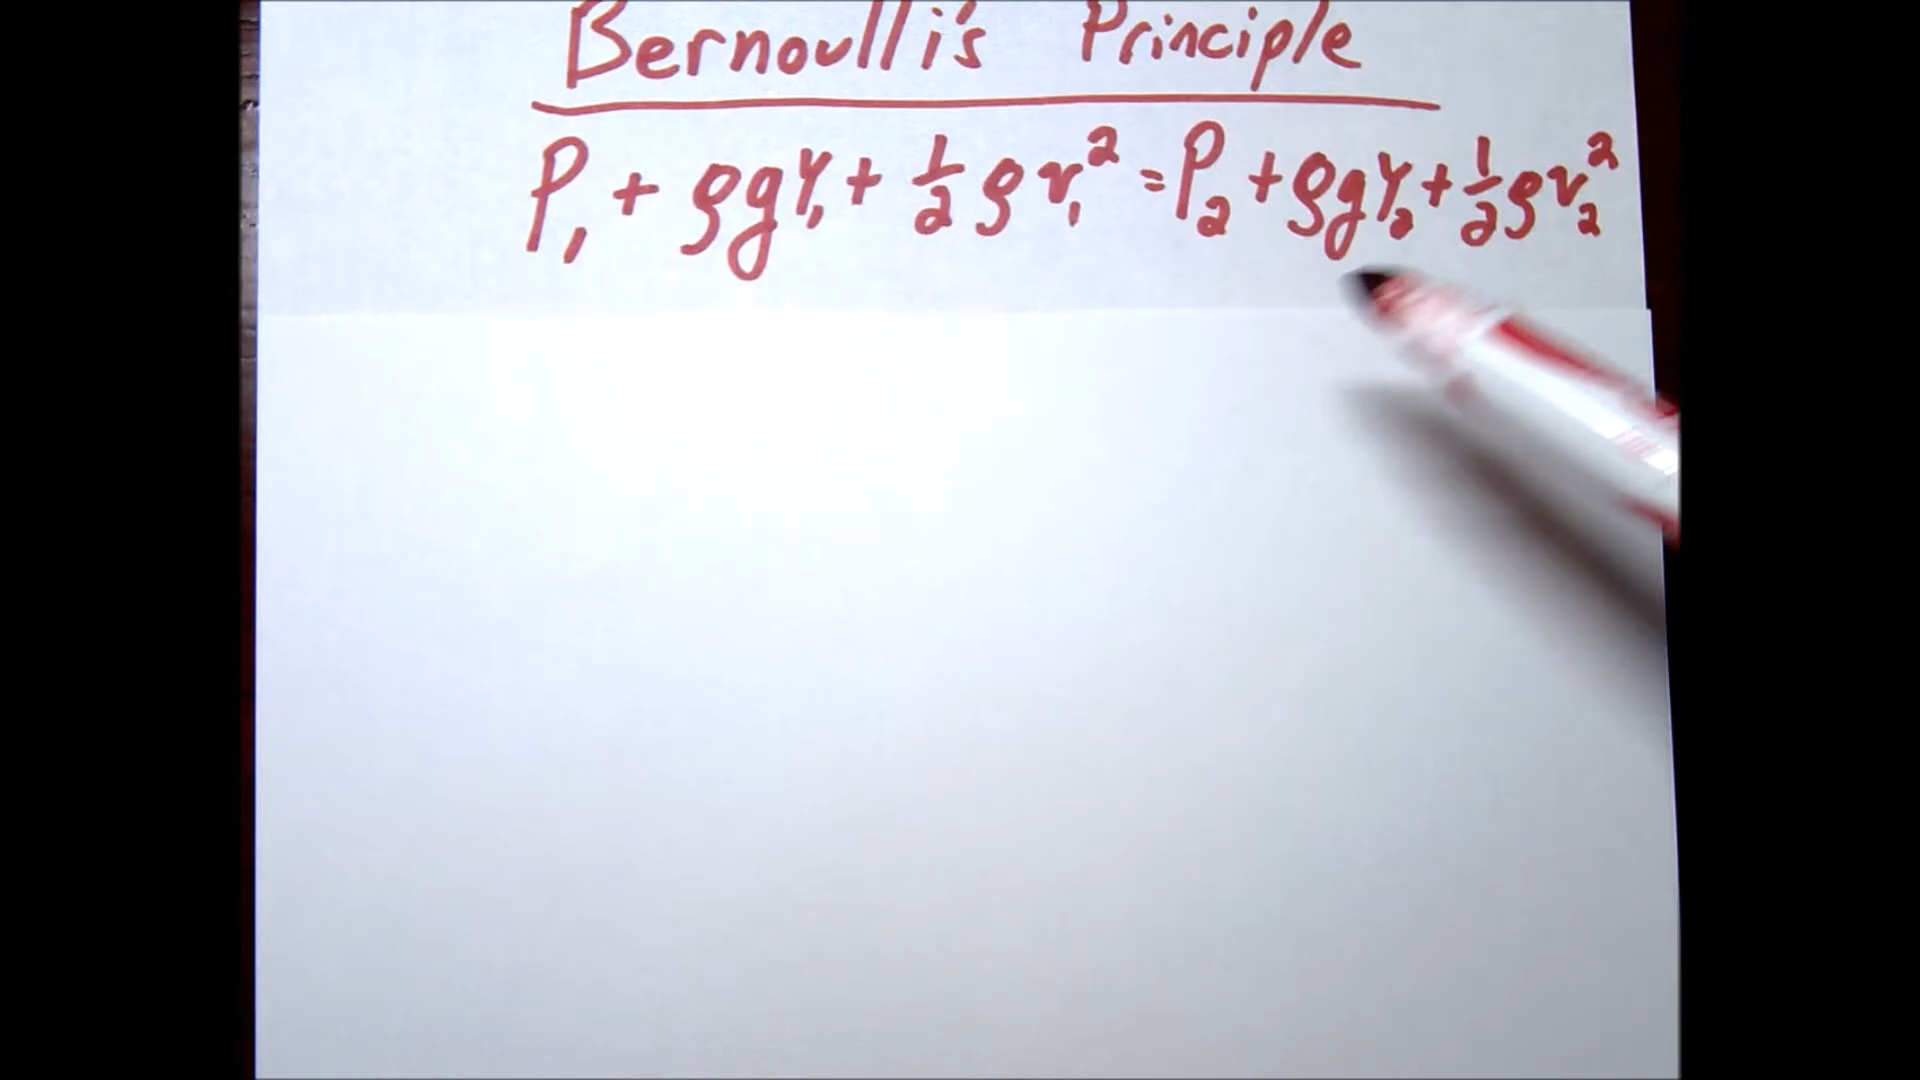 Bernoulli's Principle
P₁ + ρgy₁ + ½ρv₁² = P₂ + ρgy₂ + ½ρv₂²